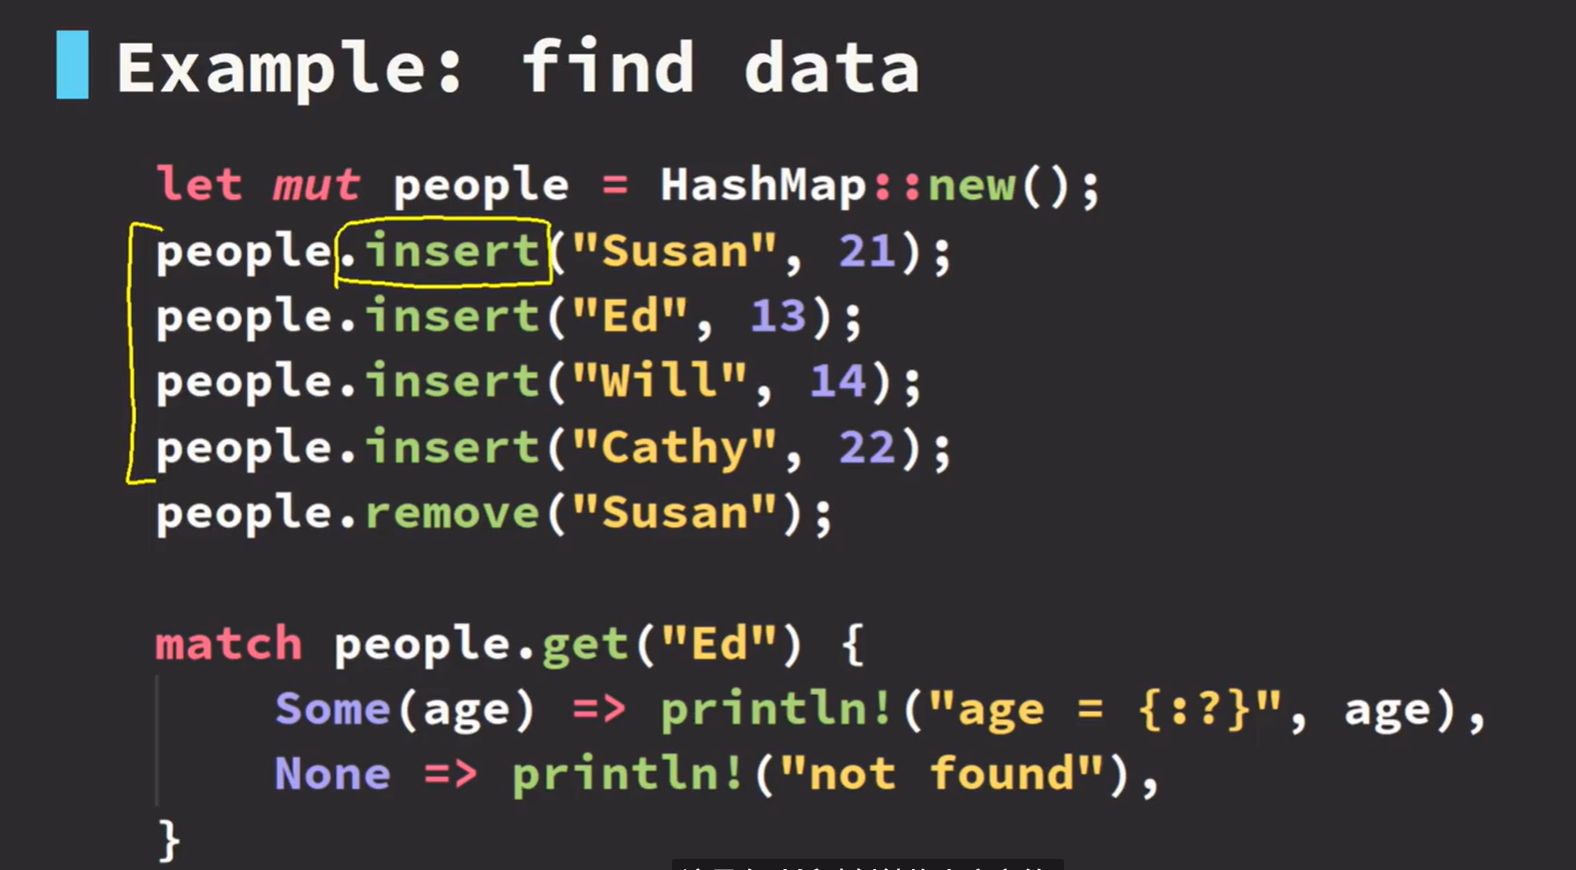 Example: find data
let mut people = HashMap::new();
people.insert("Susan", 21);
people.insert("Ed", 13);
people.insert("Will", 14);
people.insert("Cathy", 22);
people.remove("Susan");
match people.get("Ed") {
    Some(age) => println!("age = {:?}", age),
    None => println!("not found"),
}